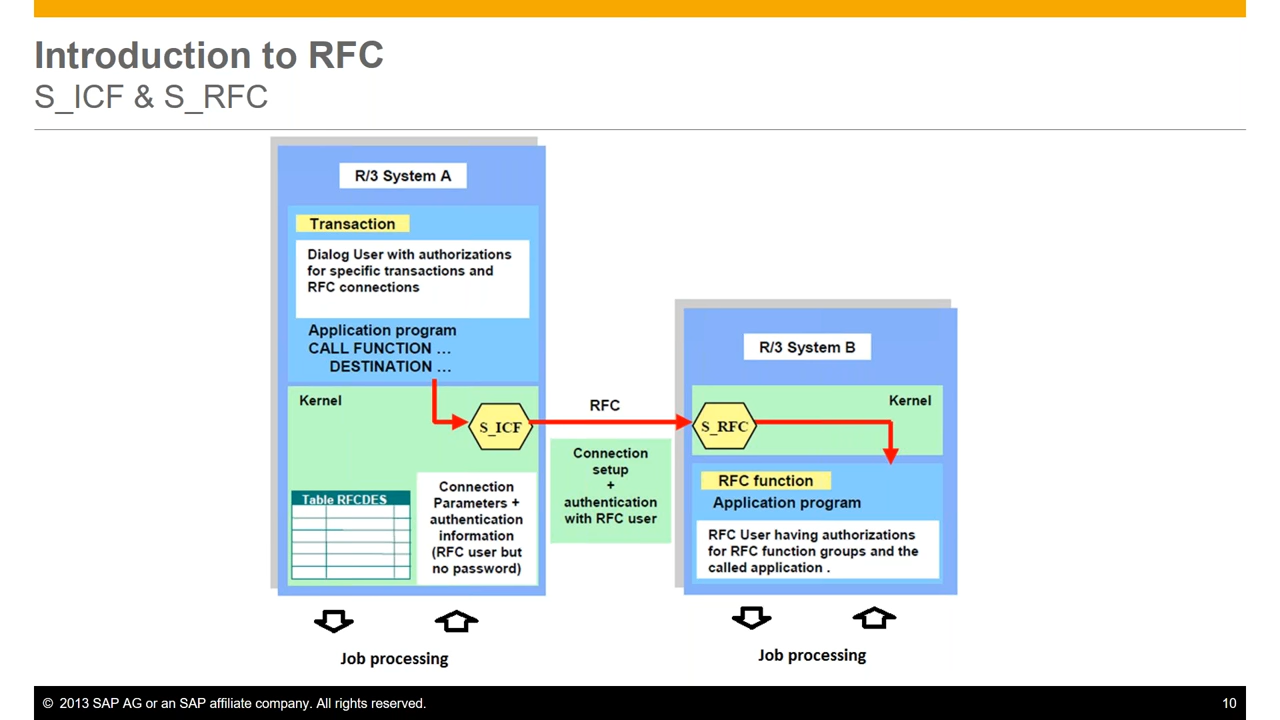 Introduction to RFC
S_ICF & S_RFC
R/3 System A
Transaction
Dialog User with authorizations
for specific transactions and
RFC connections
Application program
CALL FUNCTION ...
DESTINATION ...
Kernel
S_ICF
Table RFCDES
Connection
Parameters +
authentication
information
(RFC user but
no password)
Job processing
RFC
Connection
setup
+
authentication
with RFC user
R/3 System B
Kernel
S_RFC
RFC function
Application program
RFC User having authorizations
for RFC function groups and the
called application .
Job processing
© 2013 SAP AG or an SAP affiliate company. All rights reserved.
10